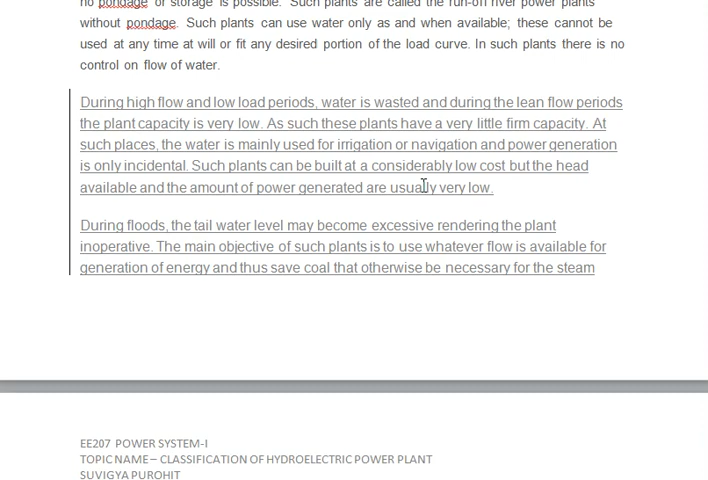 no pondage or storage is possible. Such plants are called the run-off river power plants
without pondage. Such plants can use water only as and when available; these cannot be
used at any time at will or fit any desired portion of the load curve. In such plants there is no
control on flow of water.
During high flow and low load periods, water is wasted and during the lean flow periods
the plant capacity is very low. As such these plants have a very little firm capacity. At
such places, the water is mainly used for irrigation or navigation and power generation
is only incidental. Such plants can be built at a considerably low cost but the head
available and the amount of power generated are usually very low.
During floods, the tail water level may become excessive rendering the plant
inoperative. The main objective of such plants is to use whatever flow is available for
generation of energy and thus save coal that otherwise be necessary for the steam
EE207 POWER SYSTEM-I
TOPIC NAME – CLASSIFICATION OF HYDROELECTRIC POWER PLANT
SUVIGYA PUROHIT